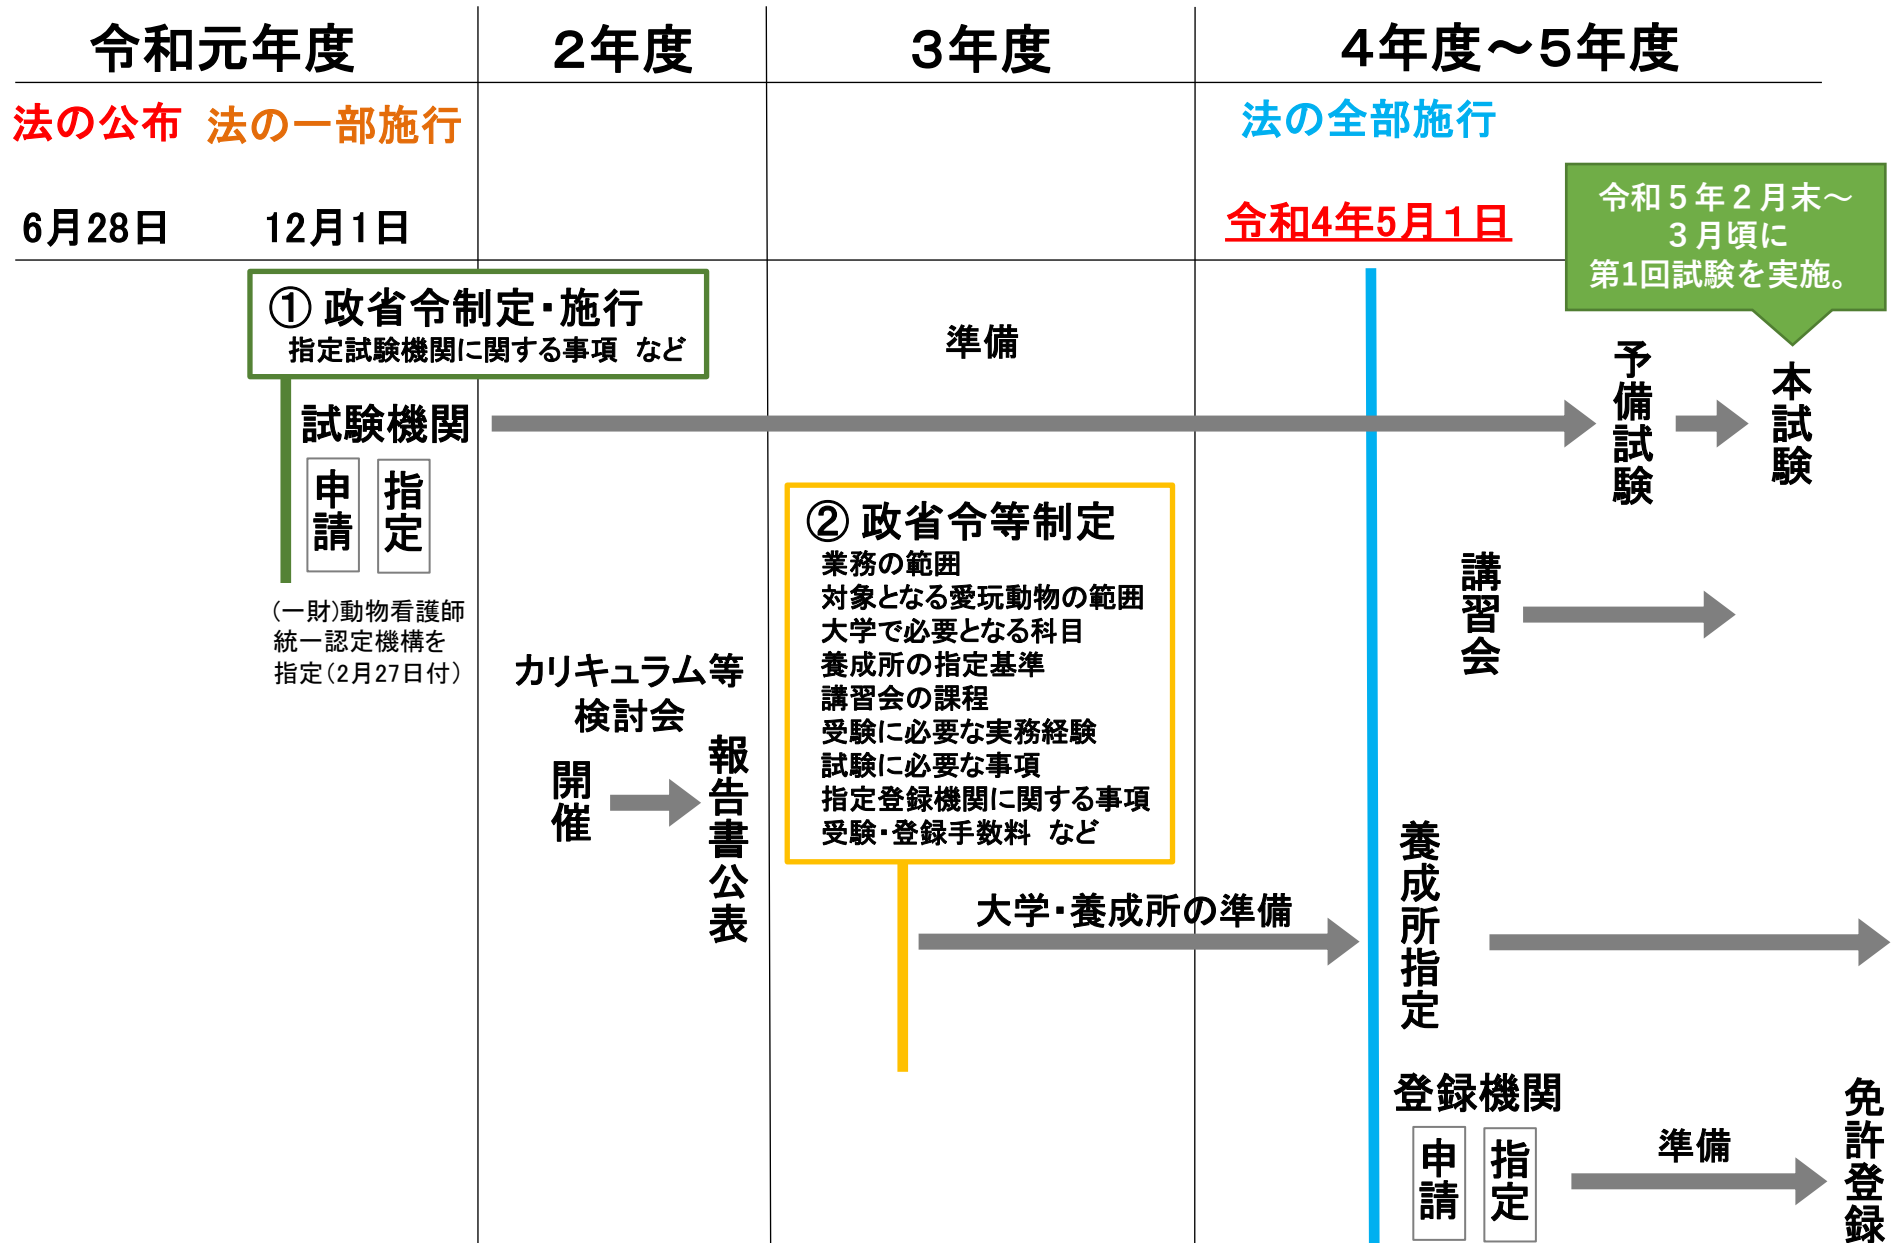 令和元年度
２年度
３年度
４年度～５年度
法の公布
法の一部施行
法の全部施行
6月28日
12月1日
令和4年5月１日
令和５年２月末～
３月頃に
第1回試験を実施。
① 政省令制定・施行
指定試験機関に関する事項　など
準備
試験機関
申請
指定
予備試験
本試験
（一財）動物看護師
統一認定機構を
指定（2月27日付）
② 政省令等制定
業務の範囲
対象となる愛玩動物の範囲
大学で必要となる科目
養成所の指定基準
講習会の課程
受験に必要な実務経験
試験に必要な事項
指定登録機関に関する事項
受験・登録手数料　など
講習会
カリキュラム等
検討会
開催
報告書公表
大学・養成所の準備
養成所指定
登録機関
申請
指定
準備
免許登録